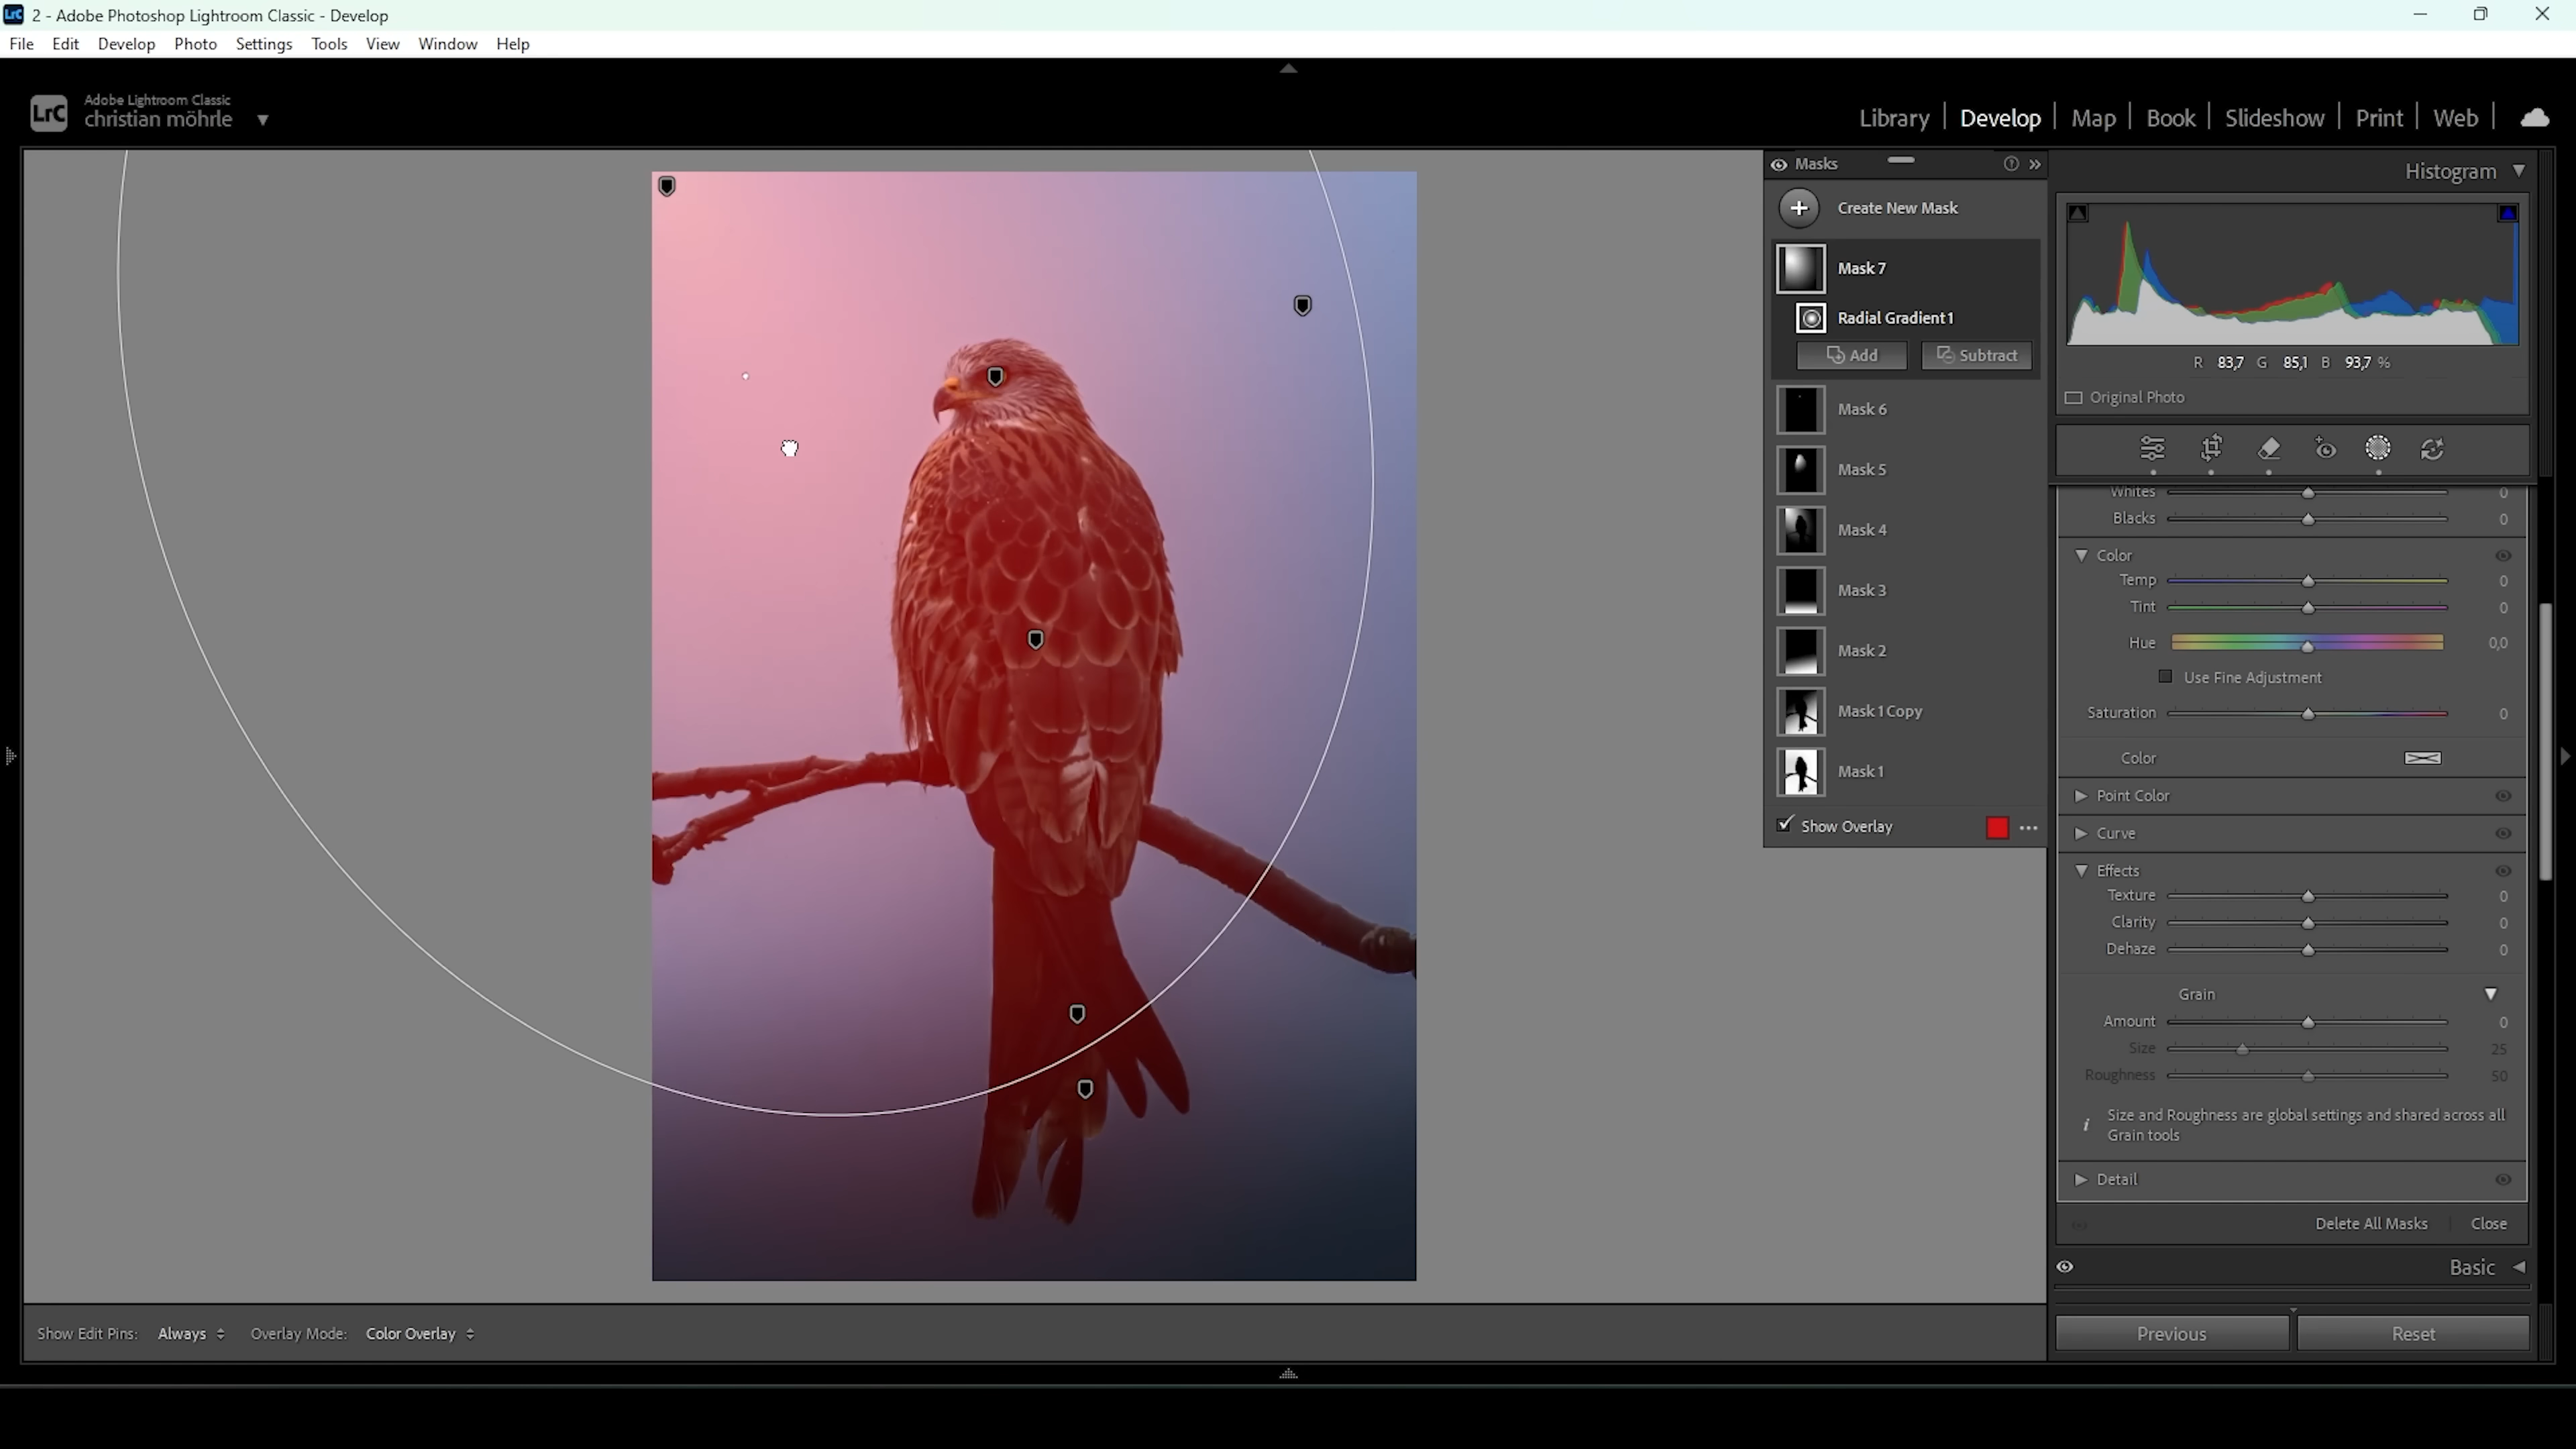 LrC 2 - Adobe Photoshop Lightroom Classic - Develop
File Edit Develop Photo Settings Tools View Window Help
LrC Adobe Lightroom Classic
christian möhrle
Library | Develop | Map | Book | Slideshow | Print | Web |
Masks
Create New Mask
Mask 7
Radial Gradient 1
Add Subtract
Mask 6
Mask 5
Mask 4
Mask 3
Mask 2
Mask 1 Copy
Mask 1
Show Overlay
Histogram
R 83,7 G 85,1 B 93,7 %
Original Photo
Whites 0
Blacks 0
Color
Temp 0
Tint 0
Hue 0,0
Use Fine Adjustment
Saturation 0
Color
Point Color
Curve
Effects
Texture 0
Clarity 0
Dehaze 0
Grain
Amount 0
Size 25
Roughness 50
i Size and Roughness are global settings and shared across all
Grain tools
Detail
Delete All Masks Close
Basic
Previous Reset
Show Edit Pins: Always Overlay Mode: Color Overlay